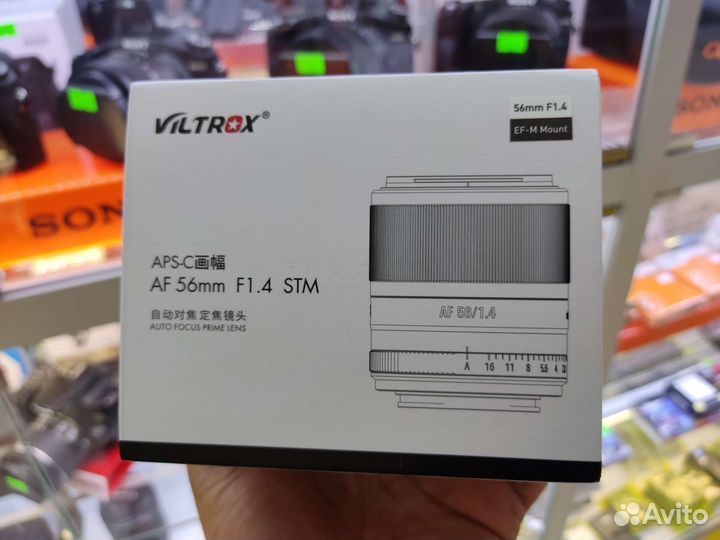 VILTROX®
56mm F1.4
EF-M Mount
APS-C画幅
AF 56mm F1.4 STM
自动对焦 定焦镜头
AUTO FOCUS PRIME LENS
AF 56/1.4
A 16 11 8 5.6 4
SON
SON
Avito